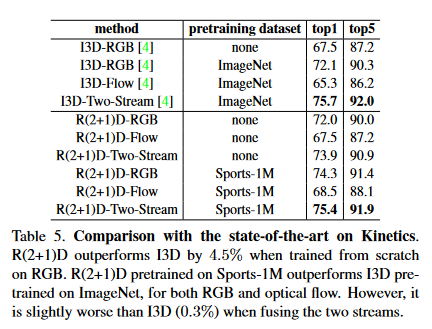 method pretraining dataset top1 top5
I3D-RGB [4] none 67.5 87.2
I3D-RGB [4] ImageNet 72.1 90.3
I3D-Flow [4] ImageNet 65.3 86.2
I3D-Two-Stream [4] ImageNet 75.7 92.0
R(2+1)D-RGB none 72.0 90.0
R(2+1)D-Flow none 67.5 87.2
R(2+1)D-Two-Stream none 73.9 90.9
R(2+1)D-RGB Sports-1M 74.3 91.4
R(2+1)D-Flow Sports-1M 68.5 88.1
R(2+1)D-Two-Stream Sports-1M 75.4 91.9
Table 5. Comparison with the state-of-the-art on Kinetics.
R(2+1)D outperforms I3D by 4.5% when trained from scratch
on RGB. R(2+1)D pretrained on Sports-1M outperforms I3D pre-
trained on ImageNet, for both RGB and optical flow. However, it
is slightly worse than I3D (0.3%) when fusing the two streams.